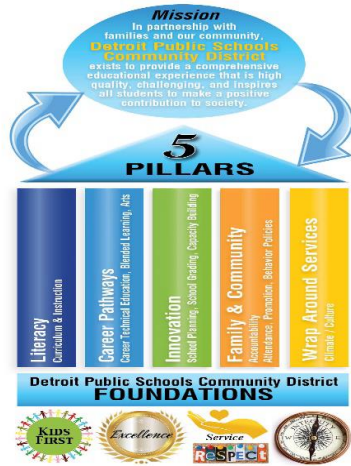 Mission
In partnership with
families and our community,
Detroit Public Schools
Community District
exists to provide a comprehensive
educational experience that is high
quality, challenging, and inspires
all students to make a positive
contribution to society.
5
PILLARS
Literacy
Curriculum & Instruction
Career Pathways
Career Technical Education, Blended Learning, Arts
Innovation
School Planning, School Grading, Capacity Building
Family & Community
Accountability
Attendance, Promotion, Behavior Policies
Wrap Around Services
Climate / Culture
Detroit Public Schools Community District
FOUNDATIONS
KIDS
FIRST
Excellence
Service
ReSPEcT
N
E
S
W